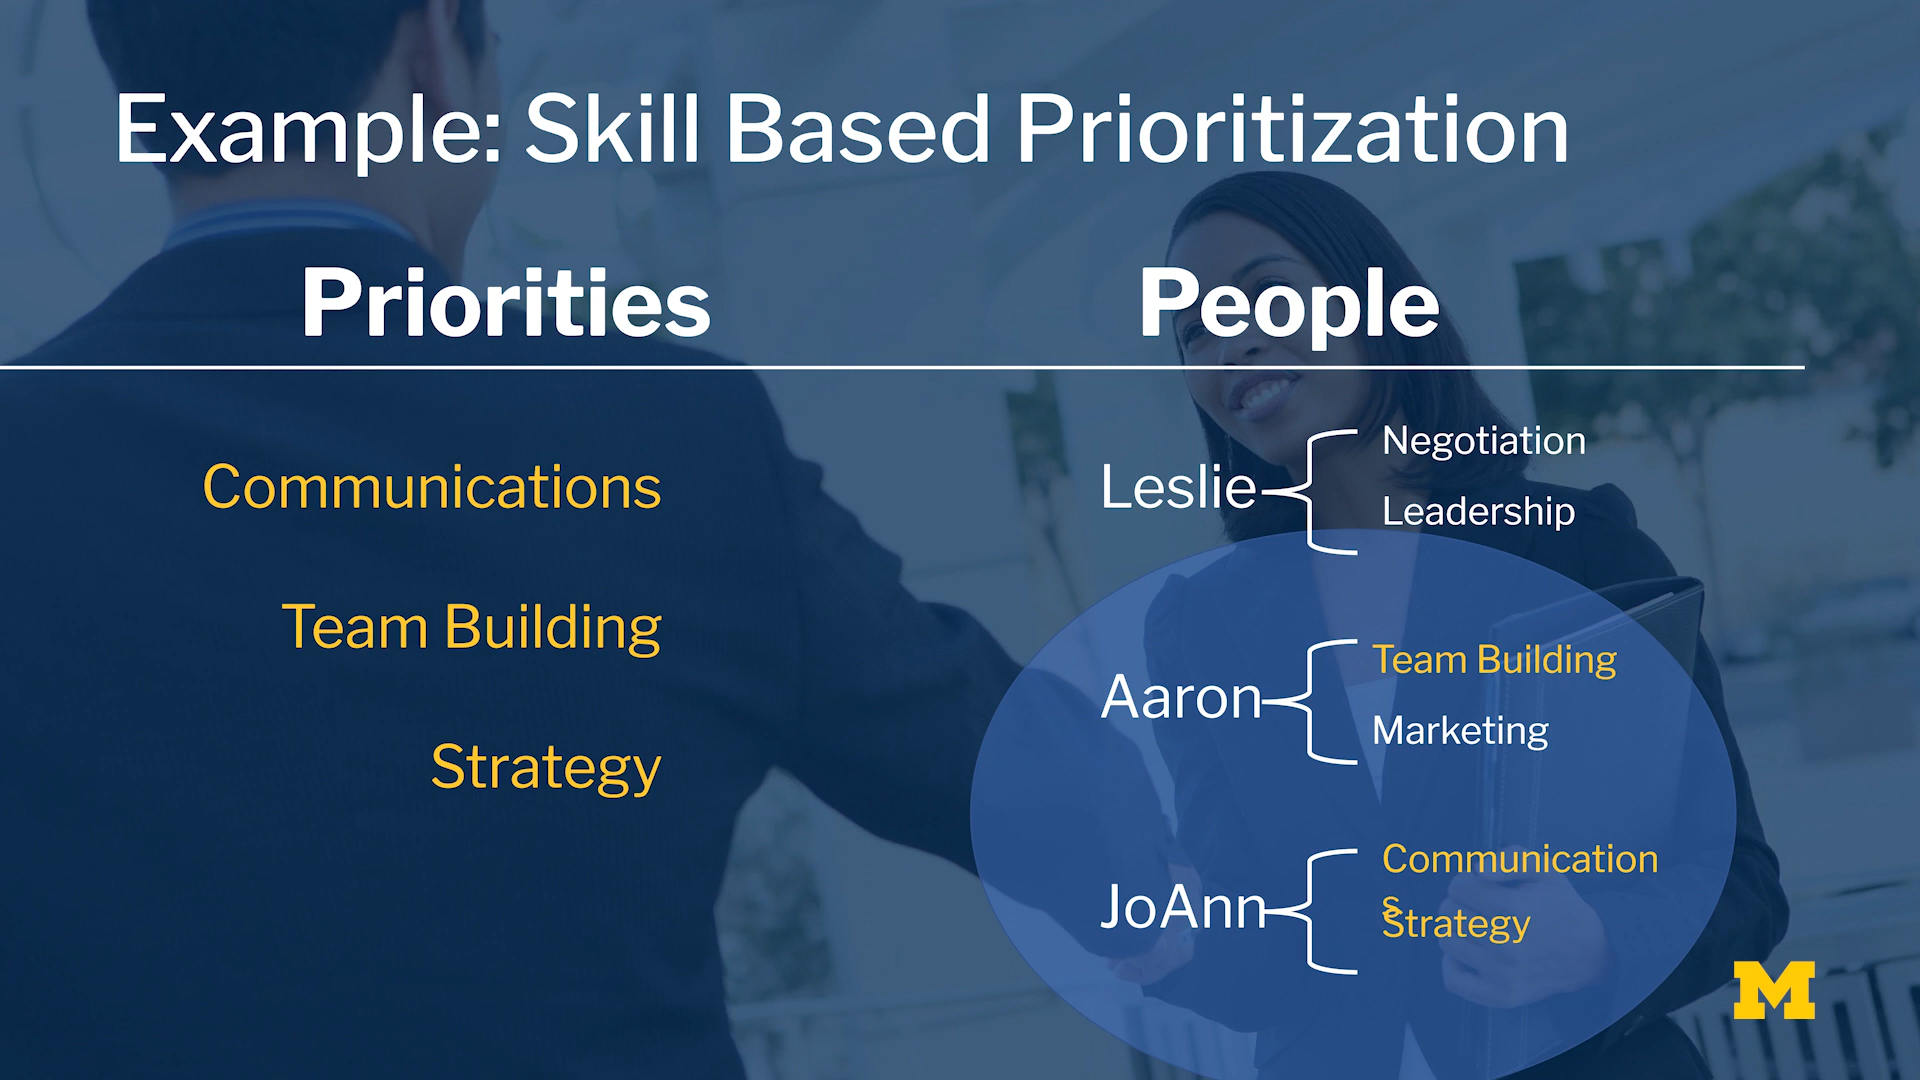 Example: Skill Based Prioritization
Priorities
People
Communications
Team Building
Strategy
Leslie
Negotiation
Leadership
Aaron
Team Building
Marketing
JoAnn
Communication
s
Strategy
M